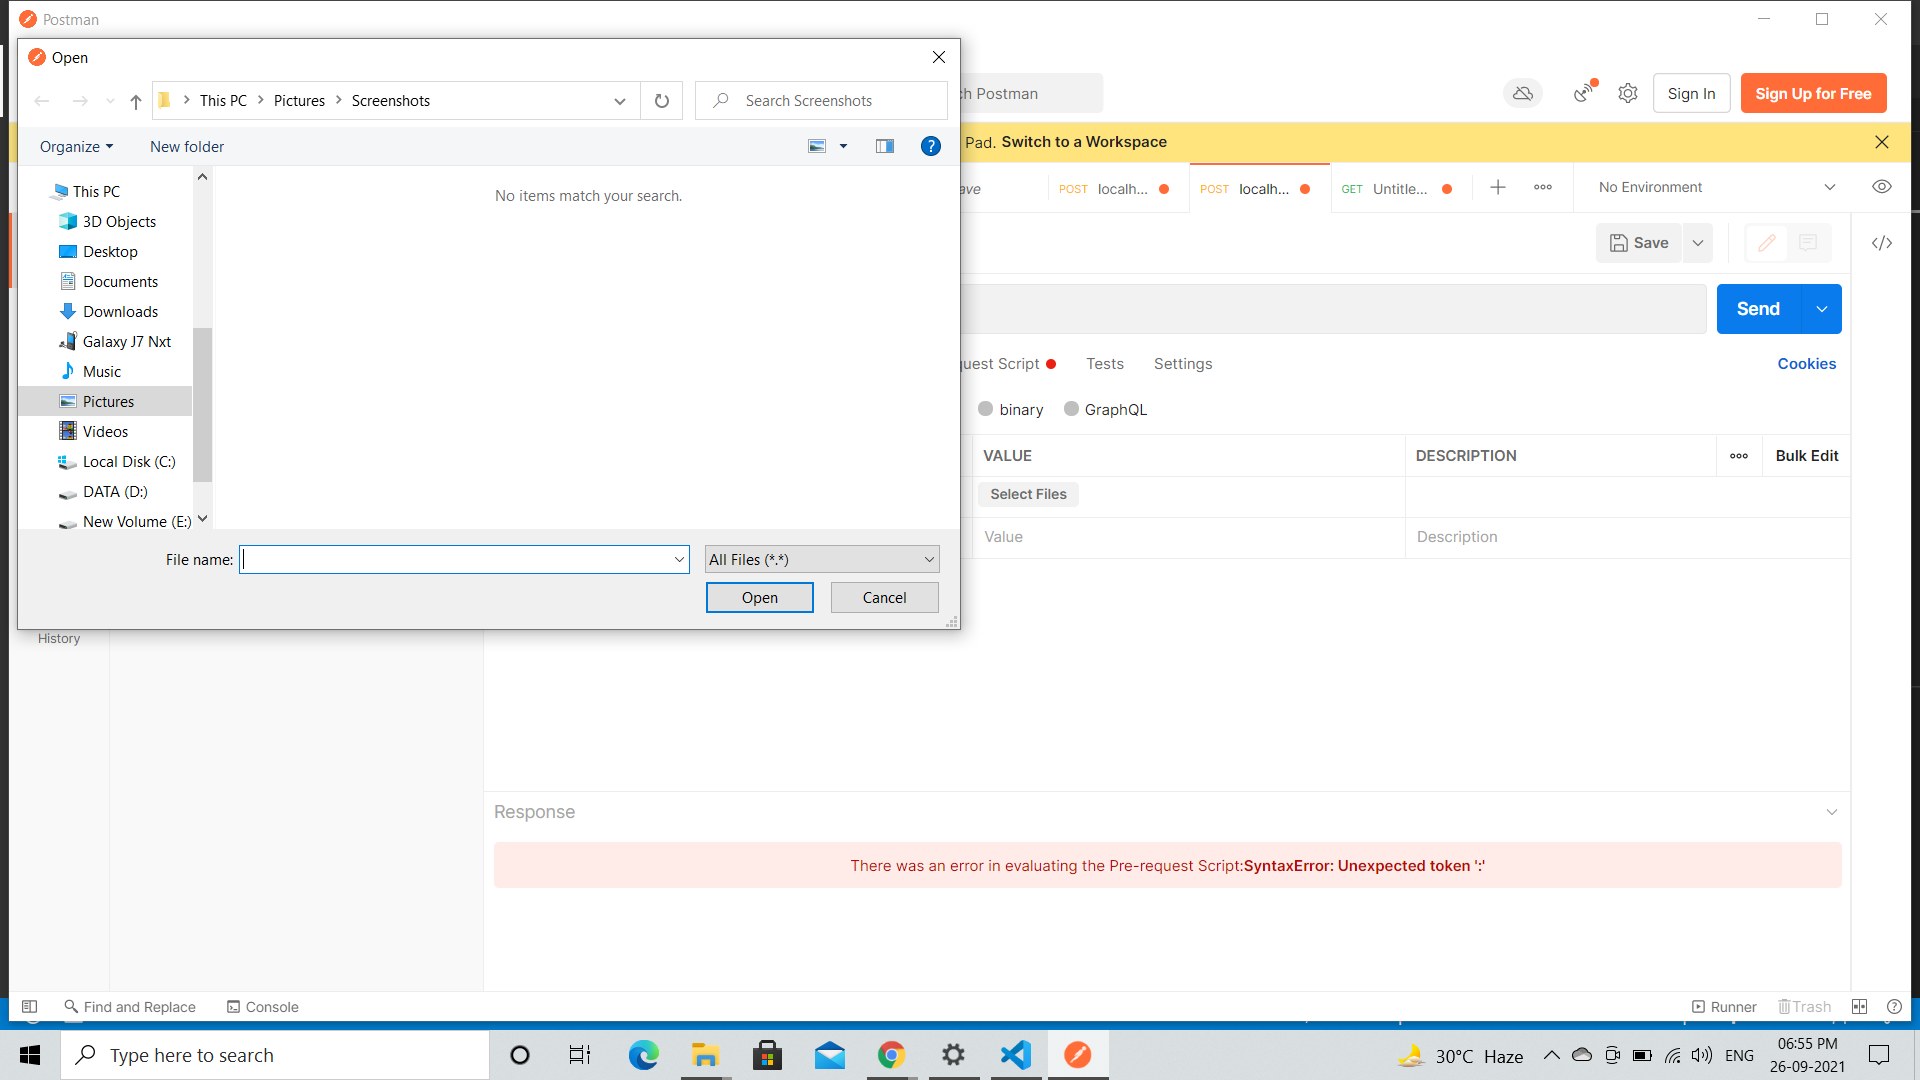 Postman
Open
This PC
Pictures
Screenshots
Search Screenshots
ch Postman
Sign In
Sign Up for Free
Organize
New folder
?
Pad. Switch to a Workspace
ave
POST localh...
POST localh...
GET Untitle...
No Environment
This PC
No items match your search.
3D Objects
Desktop
Documents
Downloads
Galaxy J7 Nxt
Music
Pictures
Videos
Local Disk (C:)
DATA (D:)
New Volume (E:)
Save
</>
Send
uest Script
Tests
Settings
Cookies
binary
GraphQL
VALUE
DESCRIPTION
Bulk Edit
Select Files
Value
Description
File name:
All Files (*.*)
Open
Cancel
History
Response
There was an error in evaluating the Pre-request Script:SyntaxError: Unexpected token ':'
Find and Replace
Console
Runner
Trash
Type here to search
30°C Haze
ENG
06:55 PM
26-09-2021